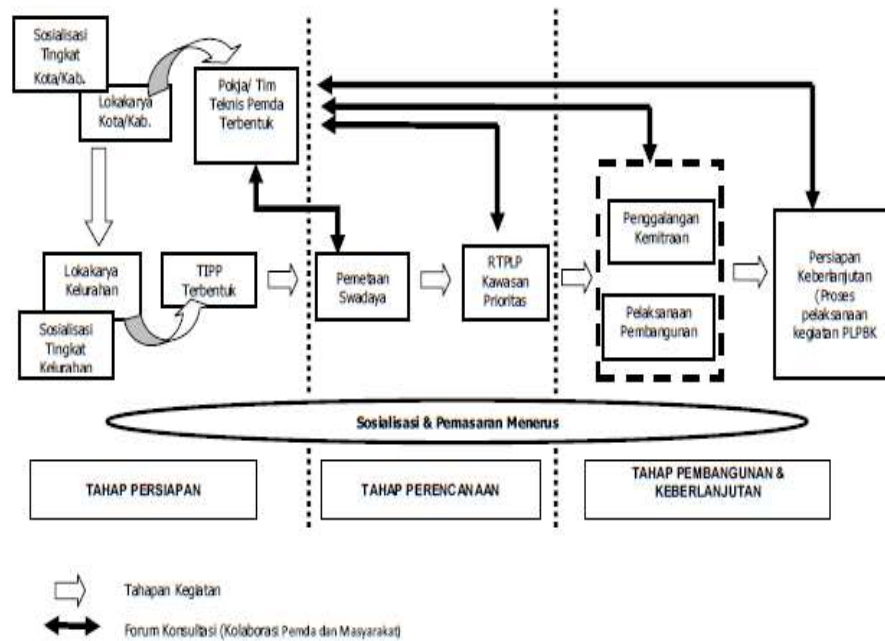 Sosialisasi
Tingkat
Kota/Kab.
Lokakarya
Kota/Kab.
Pokja/ Tim
Teknis Pemda
Terbentuk
Lokakarya
Kelurahan
Sosialisasi
Tingkat
Kelurahan
TIPP
Terbentuk
Pemetaan
Swadaya
RTPLP
Kawasan
Prioritas
Penggalangan
Kemitraan
Pelaksanaan
Pembangunan
Persiapan
Keberlanjutan
(Proses
pelaksanaan
kegiatan PLPBK
Sosialisasi & Pemasaran Menerus
TAHAP PERSIAPAN
TAHAP PERENCANAAN
TAHAP PEMBANGUNAN &
KEBERLANJUTAN
Tahapan Kegiatan
Forum Konsultasi (Kolaborasi Pemda dan Masyarakat)